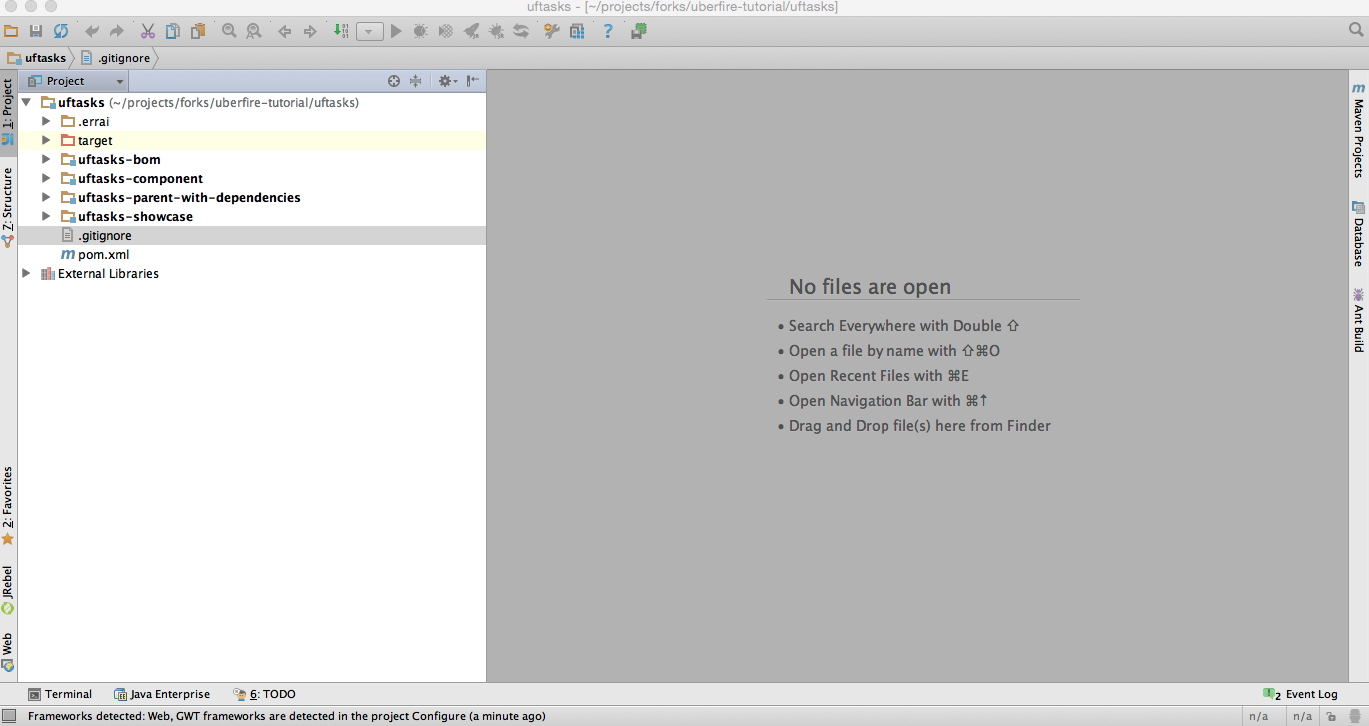 uftasks - [~/projects/forks/uberfire-tutorial/uftasks]
uftasks .gitignore
Project
uftasks (~/projects/forks/uberfire-tutorial/uftasks)
.errai
target
uftasks-bom
uftasks-component
uftasks-parent-with-dependencies
uftasks-showcase
.gitignore
m pom.xml
External Libraries
1: Project
7: Structure
2: Favorites
JRebel
Web
No files are open
• Search Everywhere with Double ⇧
• Open a file by name with ⇧⌘O
• Open Recent Files with ⌘E
• Open Navigation Bar with ⌘↑
• Drag and Drop file(s) here from Finder
m Maven Projects
Database
Ant Build
Terminal Java Enterprise 6: TODO 2 Event Log
Frameworks detected: Web, GWT frameworks are detected in the project Configure (a minute ago) n/a n/a